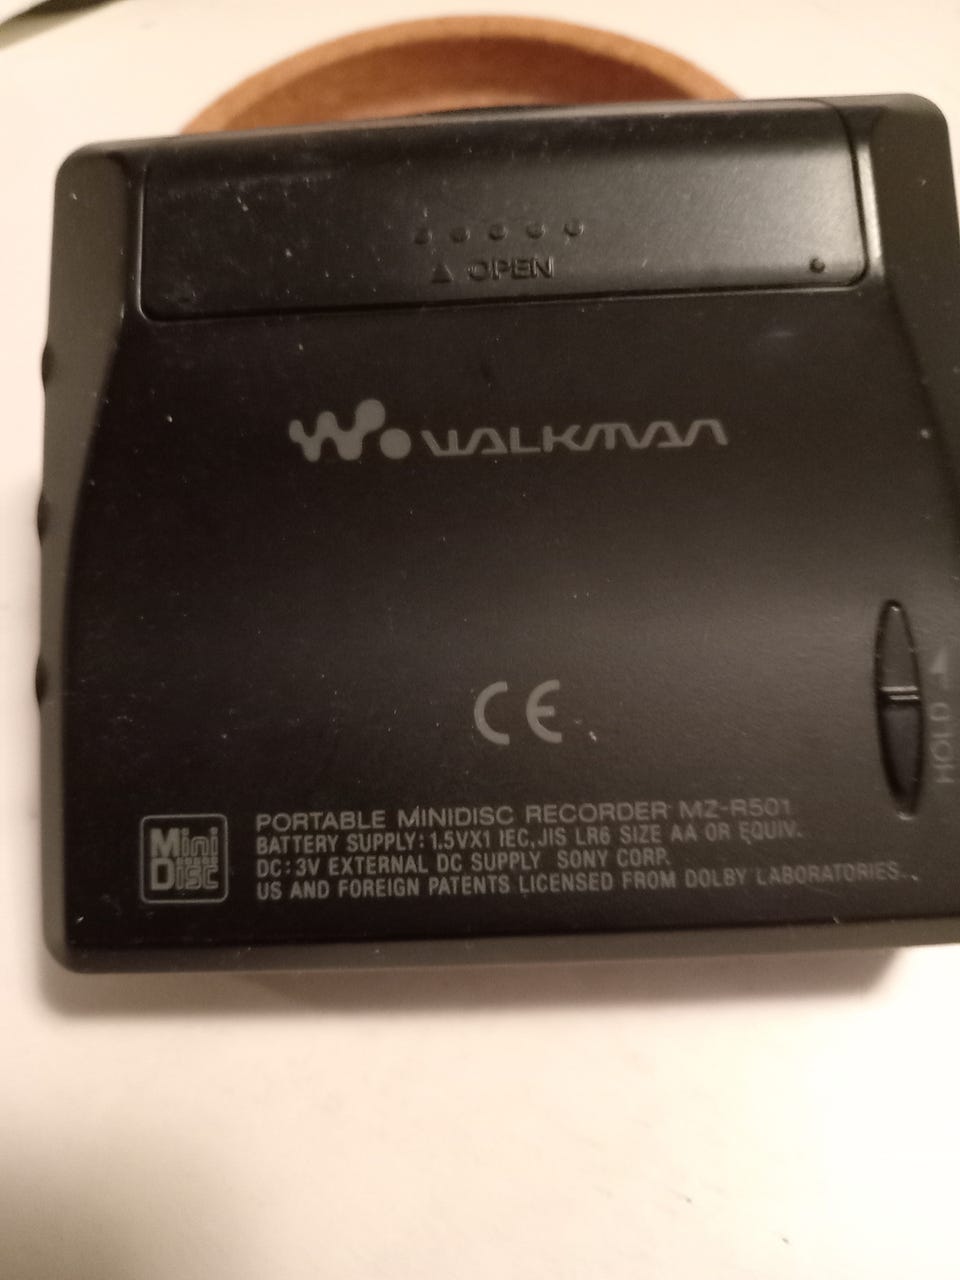 ▲ OPEN
W. WALKMAN
HOLD ▲
CE
Mini
Disc
PORTABLE MINIDISC RECORDER MZ-R501
BATTERY SUPPLY: 1.5VX1 IEC,JIS LR6 SIZE AA OR EQUIV.
DC: 3V EXTERNAL DC SUPPLY SONY CORP.
US AND FOREIGN PATENTS LICENSED FROM DOLBY LABORATORIES.